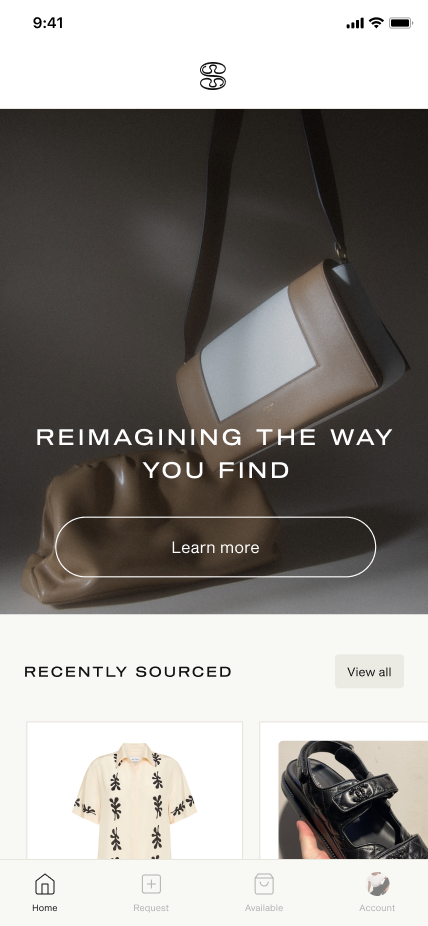 9:41
REIMAGINING THE WAY
YOU FIND
Learn more
RECENTLY SOURCED
View all
Home
Request
Available
Account